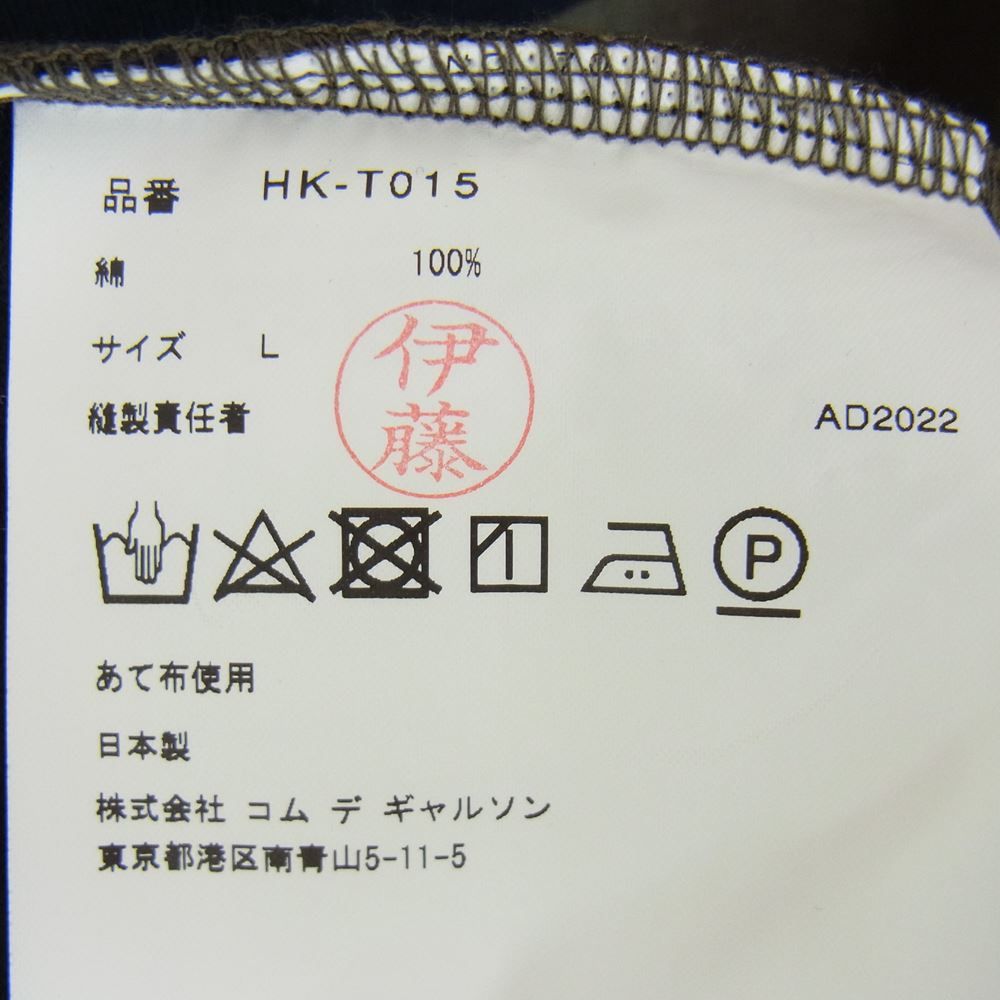 品番 HK-T015
綿 100%
サイズ L
伊藤
縫製責任者
AD2022
P
あて布使用
日本製
株式会社 コム デ ギャルソン
東京都港区南青山5-11-5